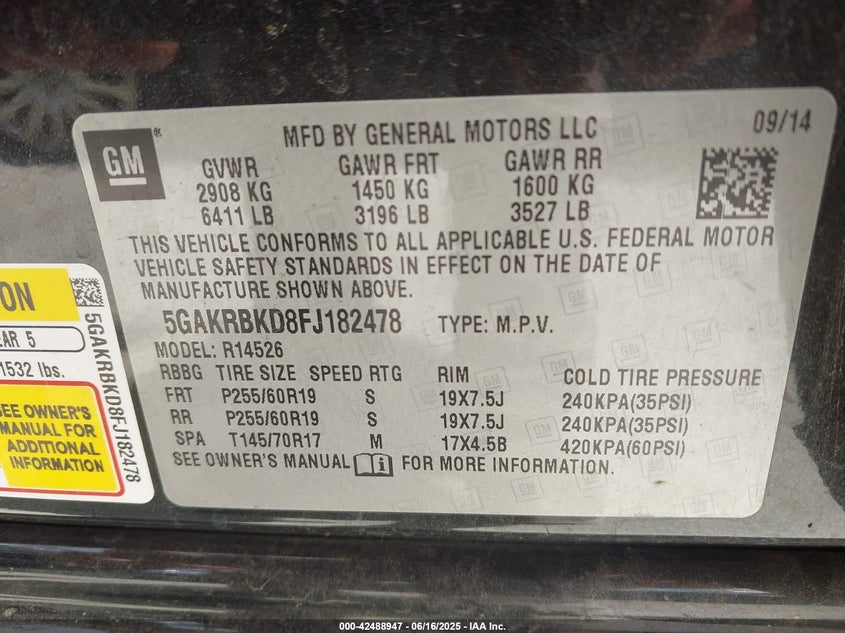 GM
®
MFD BY GENERAL MOTORS LLC
09/14
GVWR GAWR FRT GAWR RR
2908 KG 1450 KG 1600 KG
6411 LB 3196 LB 3527 LB
THIS VEHICLE CONFORMS TO ALL APPLICABLE U.S. FEDERAL MOTOR
VEHICLE SAFETY STANDARDS IN EFFECT ON THE DATE OF
MANUFACTURE SHOWN ABOVE.
5GAKRBKD8FJ182478 TYPE: M.P.V.
MODEL: R14526
RBBG TIRE SIZE SPEED RTG RIM COLD TIRE PRESSURE
FRT P255/60R19 S 19X7.5J 240KPA(35PSI)
RR P255/60R19 S 19X7.5J 240KPA(35PSI)
SPA T145/70R17 M 17X4.5B 420KPA(60PSI)
SEE OWNER'S MANUAL i FOR MORE INFORMATION.
ON
EAR 5
1532 lbs.
SEE OWNER'S
MANUAL FOR
ADDITIONAL
INFORMATION
5GAKRBKD8FJ182478
000-42488947 - 06/16/2025 - IAA Inc.